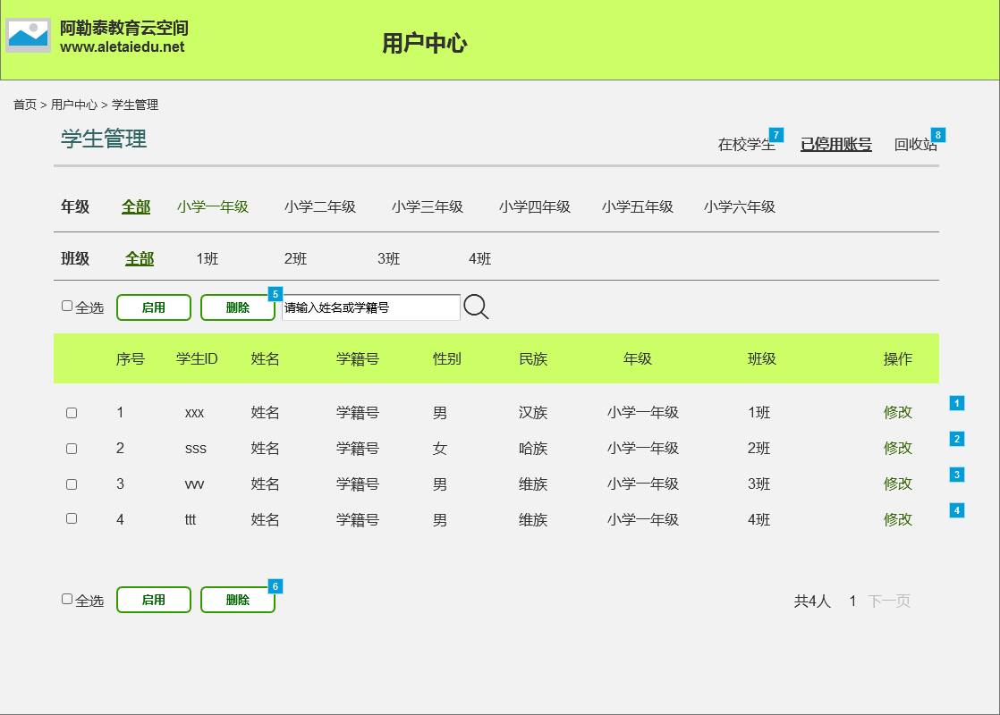 阿勒泰教育云空间
www.aletaiedu.net
用户中心
首页 > 用户中心 > 学生管理
学生管理
在校学生 7 已停用账号 回收站 8
年级 全部 小学一年级 小学二年级 小学三年级 小学四年级 小学五年级 小学六年级
班级 全部 1班 2班 3班 4班
全选 启用 删除 5 请输入姓名或学籍号
序号 学生ID 姓名 学籍号 性别 民族 年级 班级 操作
1 xxx 姓名 学籍号 男 汉族 小学一年级 1班 修改 1
2 sss 姓名 学籍号 女 哈族 小学一年级 2班 修改 2
3 vvv 姓名 学籍号 男 维族 小学一年级 3班 修改 3
4 ttt 姓名 学籍号 男 维族 小学一年级 4班 修改 4
全选 启用 删除 6 共4人 1 下一页